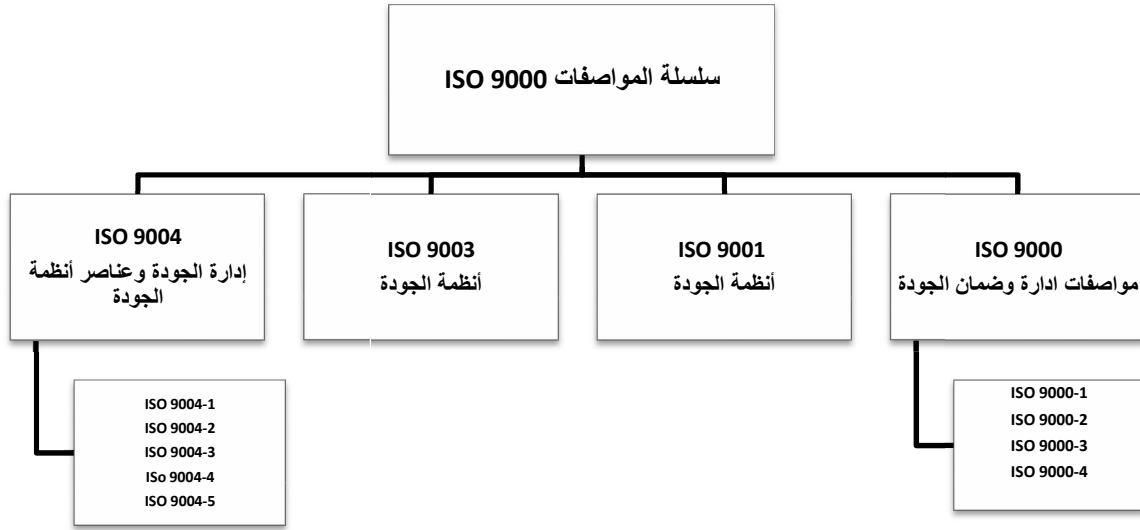 سلسلة المواصفات ISO 9000
ISO 9000
مواصفات ادارة وضمان الجودة
ISO 9001
أنظمة الجودة
ISO 9003
أنظمة الجودة
ISO 9004
إدارة الجودة وعناصر أنظمة
الجودة
ISO 9000-1
ISO 9000-2
ISO 9000-3
ISO 9000-4
ISO 9004-1
ISO 9004-2
ISO 9004-3
ISo 9004-4
ISO 9004-5